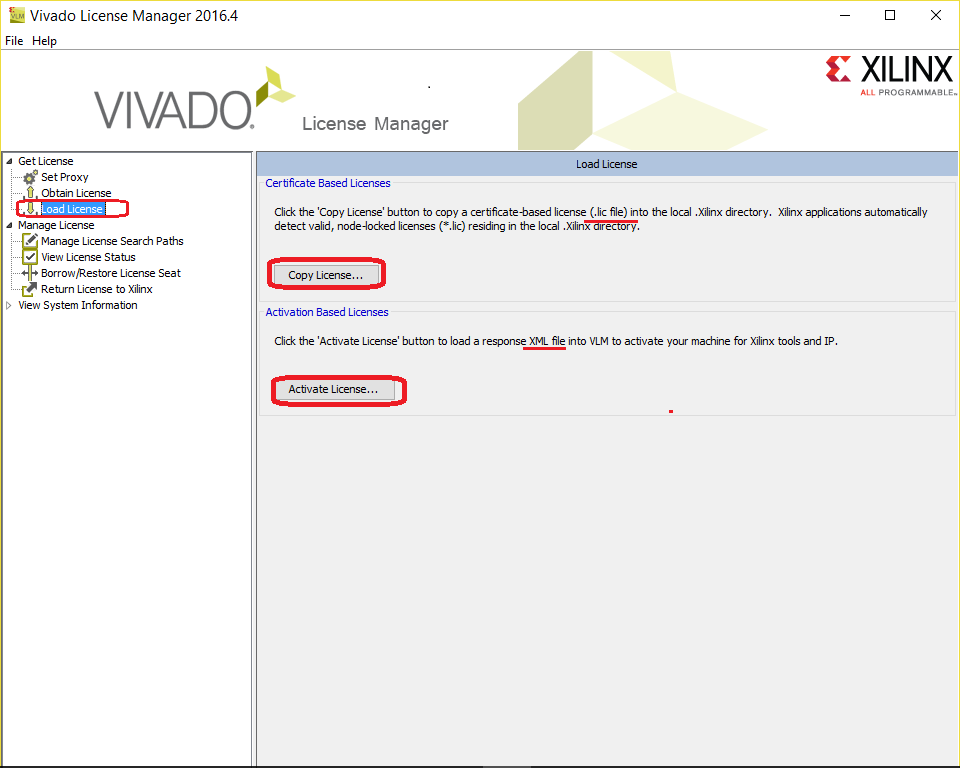 Vivado License Manager 2016.4
File Help
VIVADO.
License Manager
XILINX
ALL PROGRAMMABLE™
Get License
Set Proxy
Obtain License
Load License
Manage License
Manage License Search Paths
View License Status
Borrow/Restore License Seat
Return License to Xilinx
View System Information
Load License
Certificate Based Licenses
Click the 'Copy License' button to copy a certificate-based license (.lic file) into the local .Xilinx directory. Xilinx applications automatically
detect valid, node-locked licenses (*.lic) residing in the local .Xilinx directory.
Copy License...
Activation Based Licenses
Click the 'Activate License' button to load a response XML file into VLM to activate your machine for Xilinx tools and IP.
Activate License...